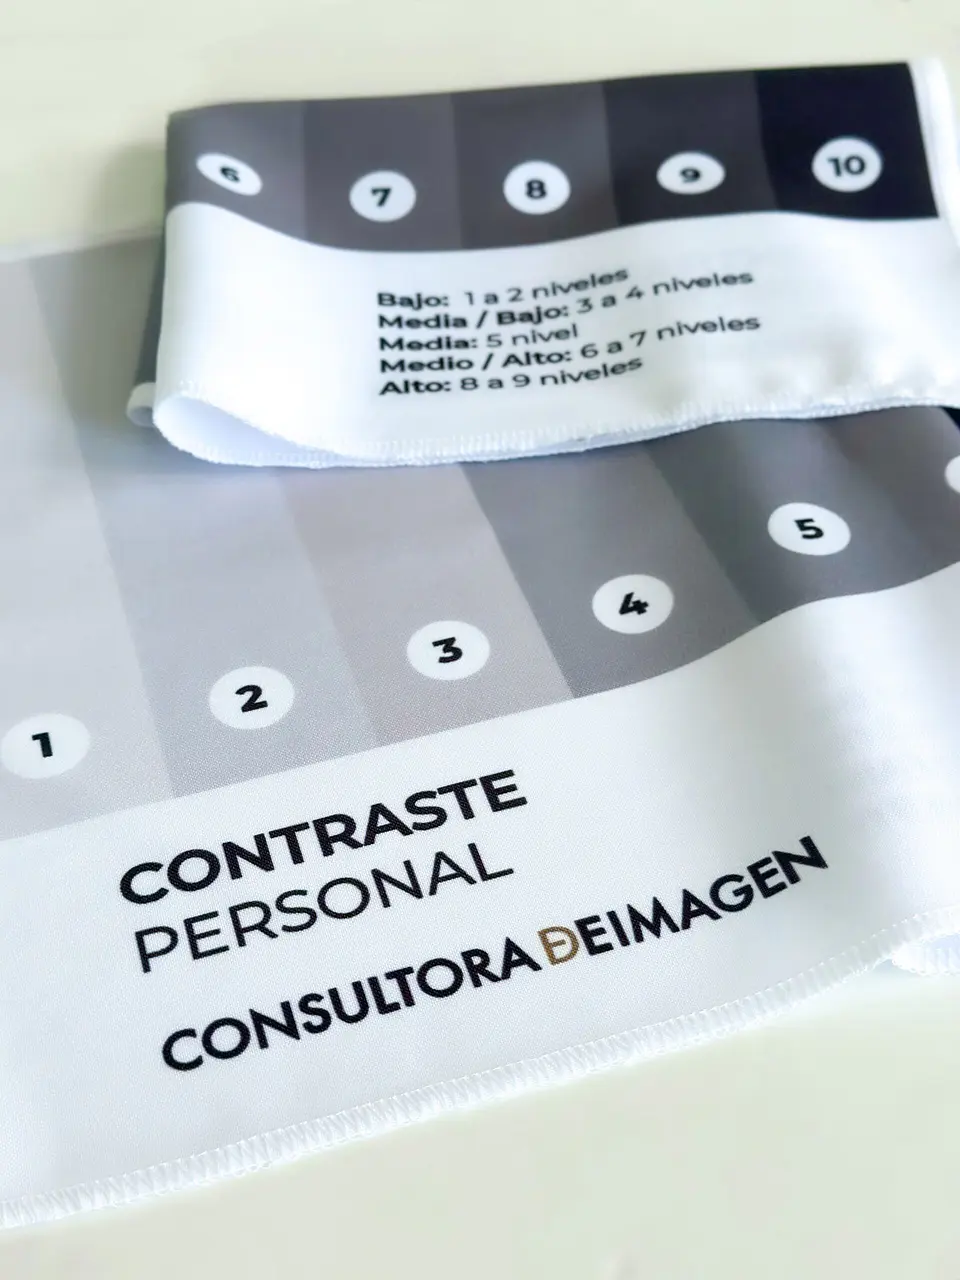 6 7 8 9 10
Bajo: 1 a 2 niveles
Media / Bajo: 3 a 4 niveles
Media: 5 nivel
Medio / Alto: 6 a 7 niveles
Alto: 8 a 9 niveles
1 2 3 4 5
CONTRASTE
PERSONAL
CONSULTORA DEIMAGEN